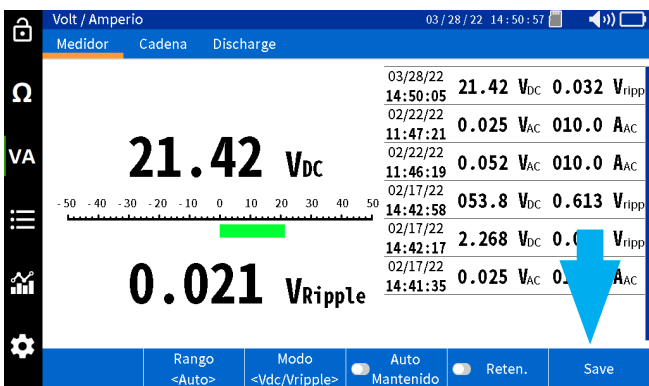 Volt / Amperio 03/28/22 14:50:57
Medidor Cadena Discharge
Ω
VA
21.42 VDC
-50 -40 -30 -20 -10 0 10 20 30 40 50
0.021 VRipple
03/28/22 14:50:05 21.42 VDC 0.032 Vripp
02/22/22 11:47:21 0.025 VAC 010.0 AAC
02/22/22 11:46:19 0.052 VAC 010.0 AAC
02/17/22 14:42:58 053.8 VDC 0.613 Vripp
02/17/22 14:42:17 2.268 VDC Vripp
02/17/22 14:41:35 0.025 VAC AAC
Rango <Auto>
Modo <Vdc/Vripple>
Auto Mantenido
Reten.
Save